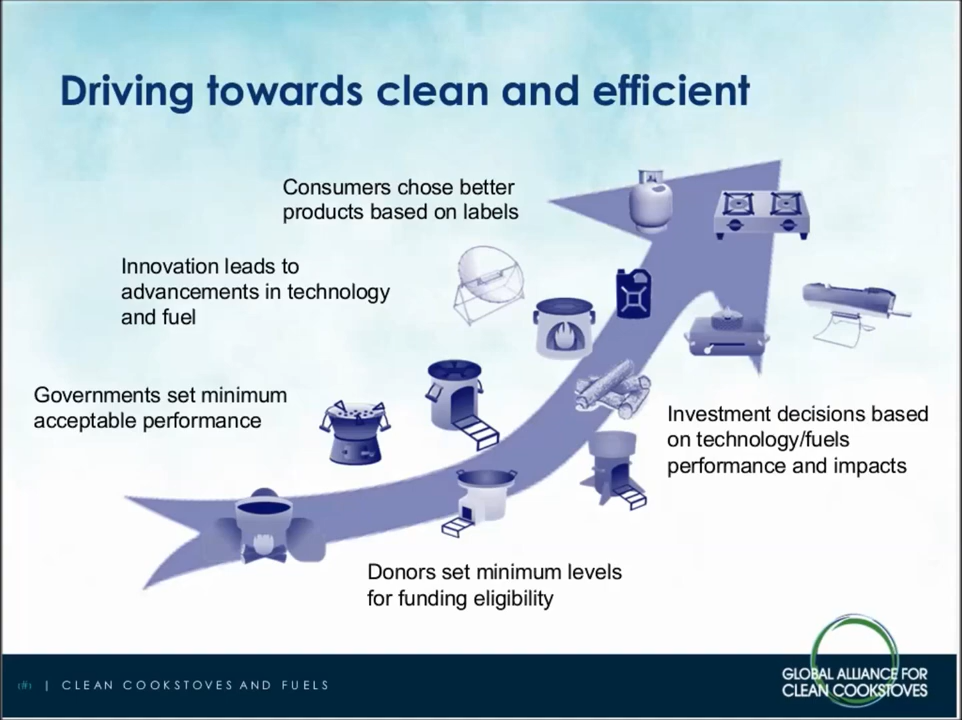 Driving towards clean and efficient
Consumers chose better
products based on labels
Innovation leads to
advancements in technology
and fuel
Governments set minimum
acceptable performance
Investment decisions based
on technology/fuels
performance and impacts
Donors set minimum levels
for funding eligibility
‹#› | CLEAN COOKSTOVES AND FUELS
GLOBAL ALLIANCE FOR
CLEAN COOKSTOVES